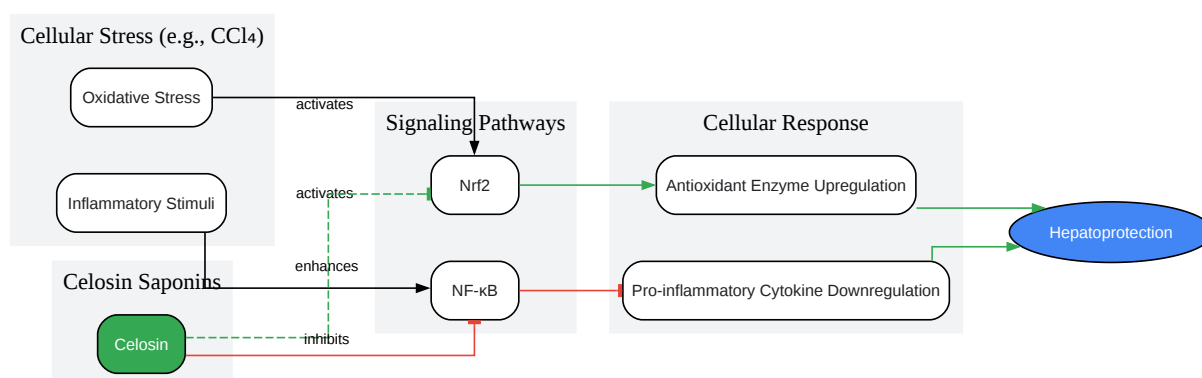 Cellular Stress (e.g., CCl₄)
Oxidative Stress
Inflammatory Stimuli
Celosin Saponins
Celosin
activates
activates
enhances
inhibits
Signaling Pathways
Nrf2
NF-κB
Cellular Response
Antioxidant Enzyme Upregulation
Pro-inflammatory Cytokine Downregulation
Hepatoprotection